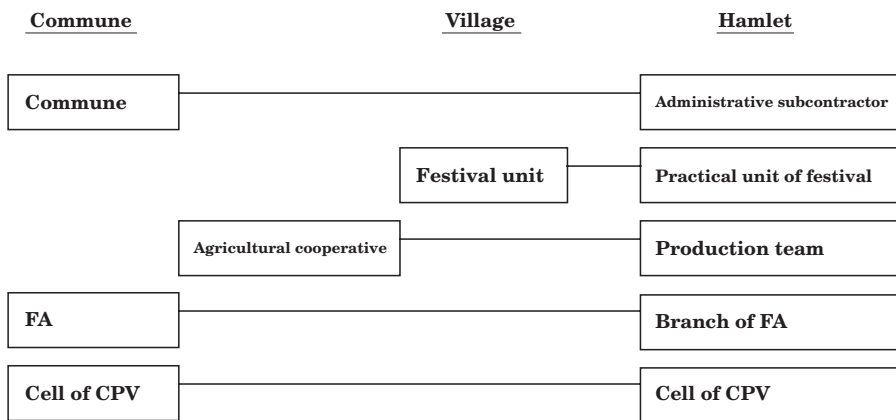 Commune Village Hamlet
Commune Administrative subcontractor
Festival unit Practical unit of festival
Agricultural cooperative Production team
FA Branch of FA
Cell of CPV Cell of CPV